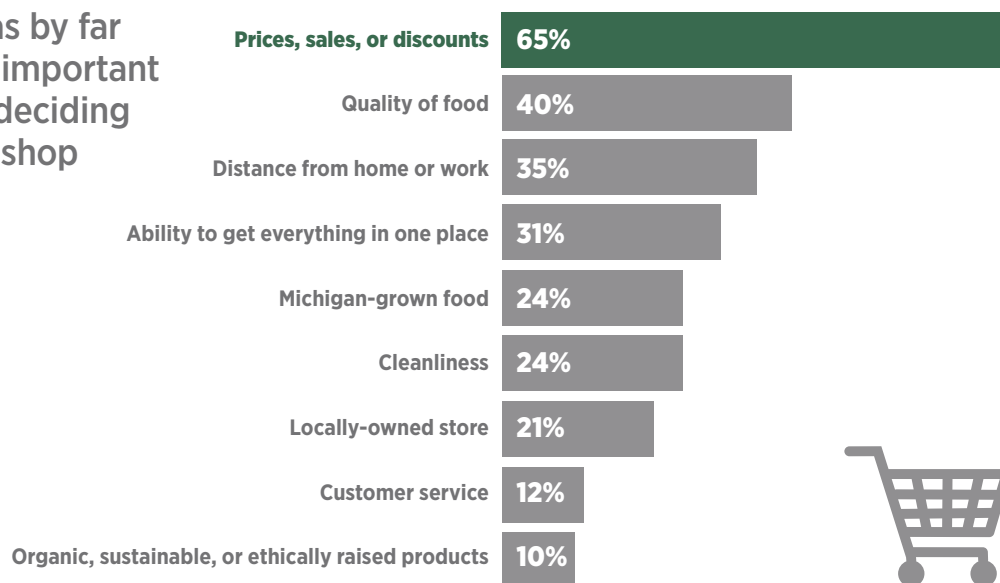 as by far
important
deciding
shop
Prices, sales, or discounts 65%
Quality of food 40%
Distance from home or work 35%
Ability to get everything in one place 31%
Michigan-grown food 24%
Cleanliness 24%
Locally-owned store 21%
Customer service 12%
Organic, sustainable, or ethically raised products 10%